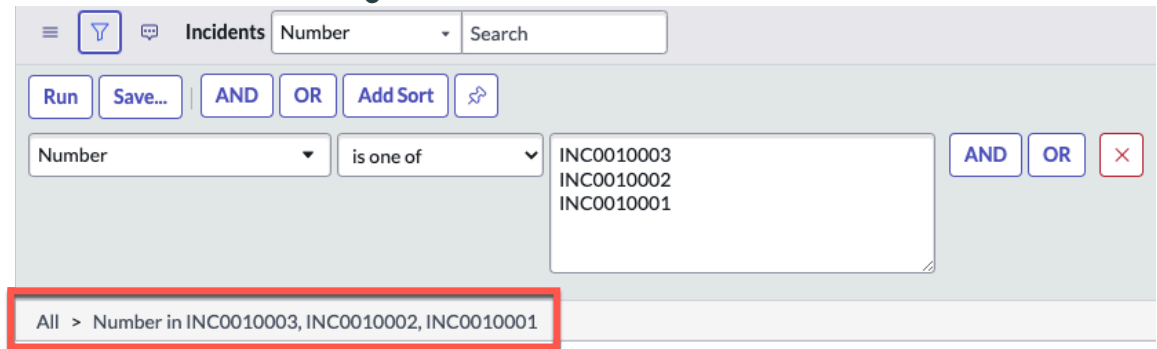 Incidents Number Search
Run Save... AND OR Add Sort
Number is one of INC0010003 AND OR
INC0010002
INC0010001
All > Number in INC0010003, INC0010002, INC0010001